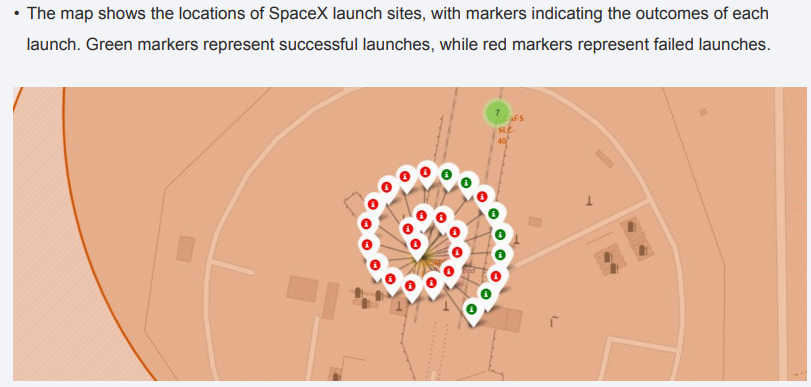 • The map shows the locations of SpaceX launch sites, with markers indicating the outcomes of each
launch. Green markers represent successful launches, while red markers represent failed launches.
7
SLC-
40